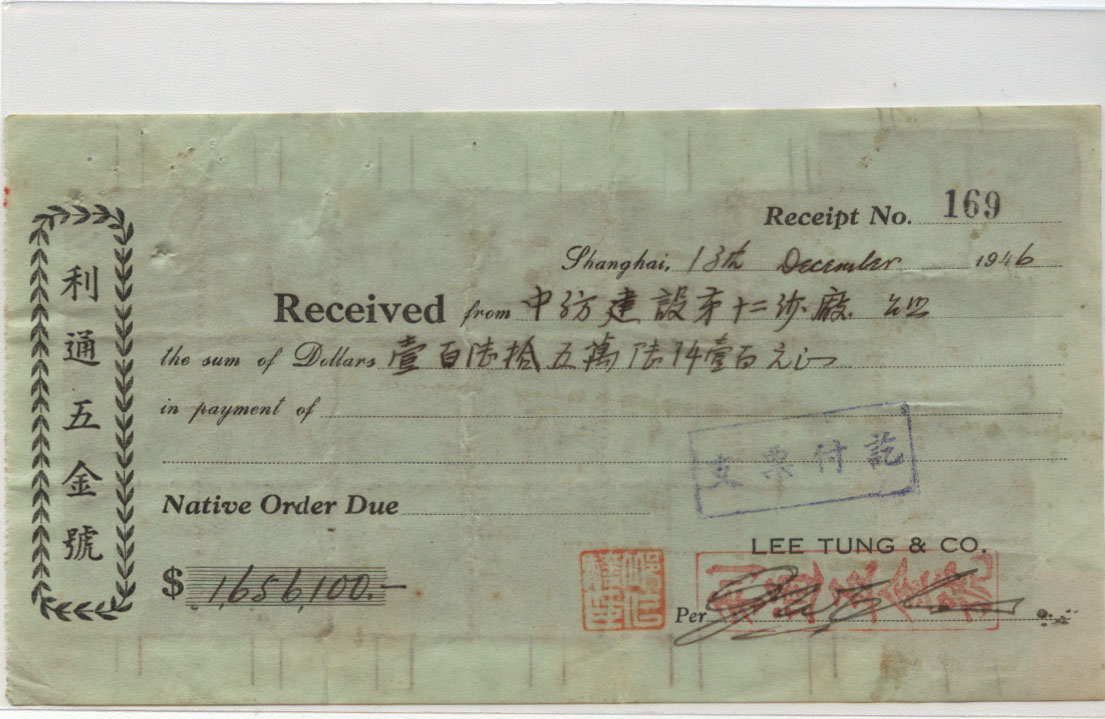 利通五金號
Receipt No. 169
Shanghai, 13th December 1946
Received from 中紡建設第十二紗廠
the sum of Dollars 壹百陸拾五萬陸仟壹百元正
in payment of
支票付訖
Native Order Due
LEE TUNG & CO.
$ 1,656,100.-
Per